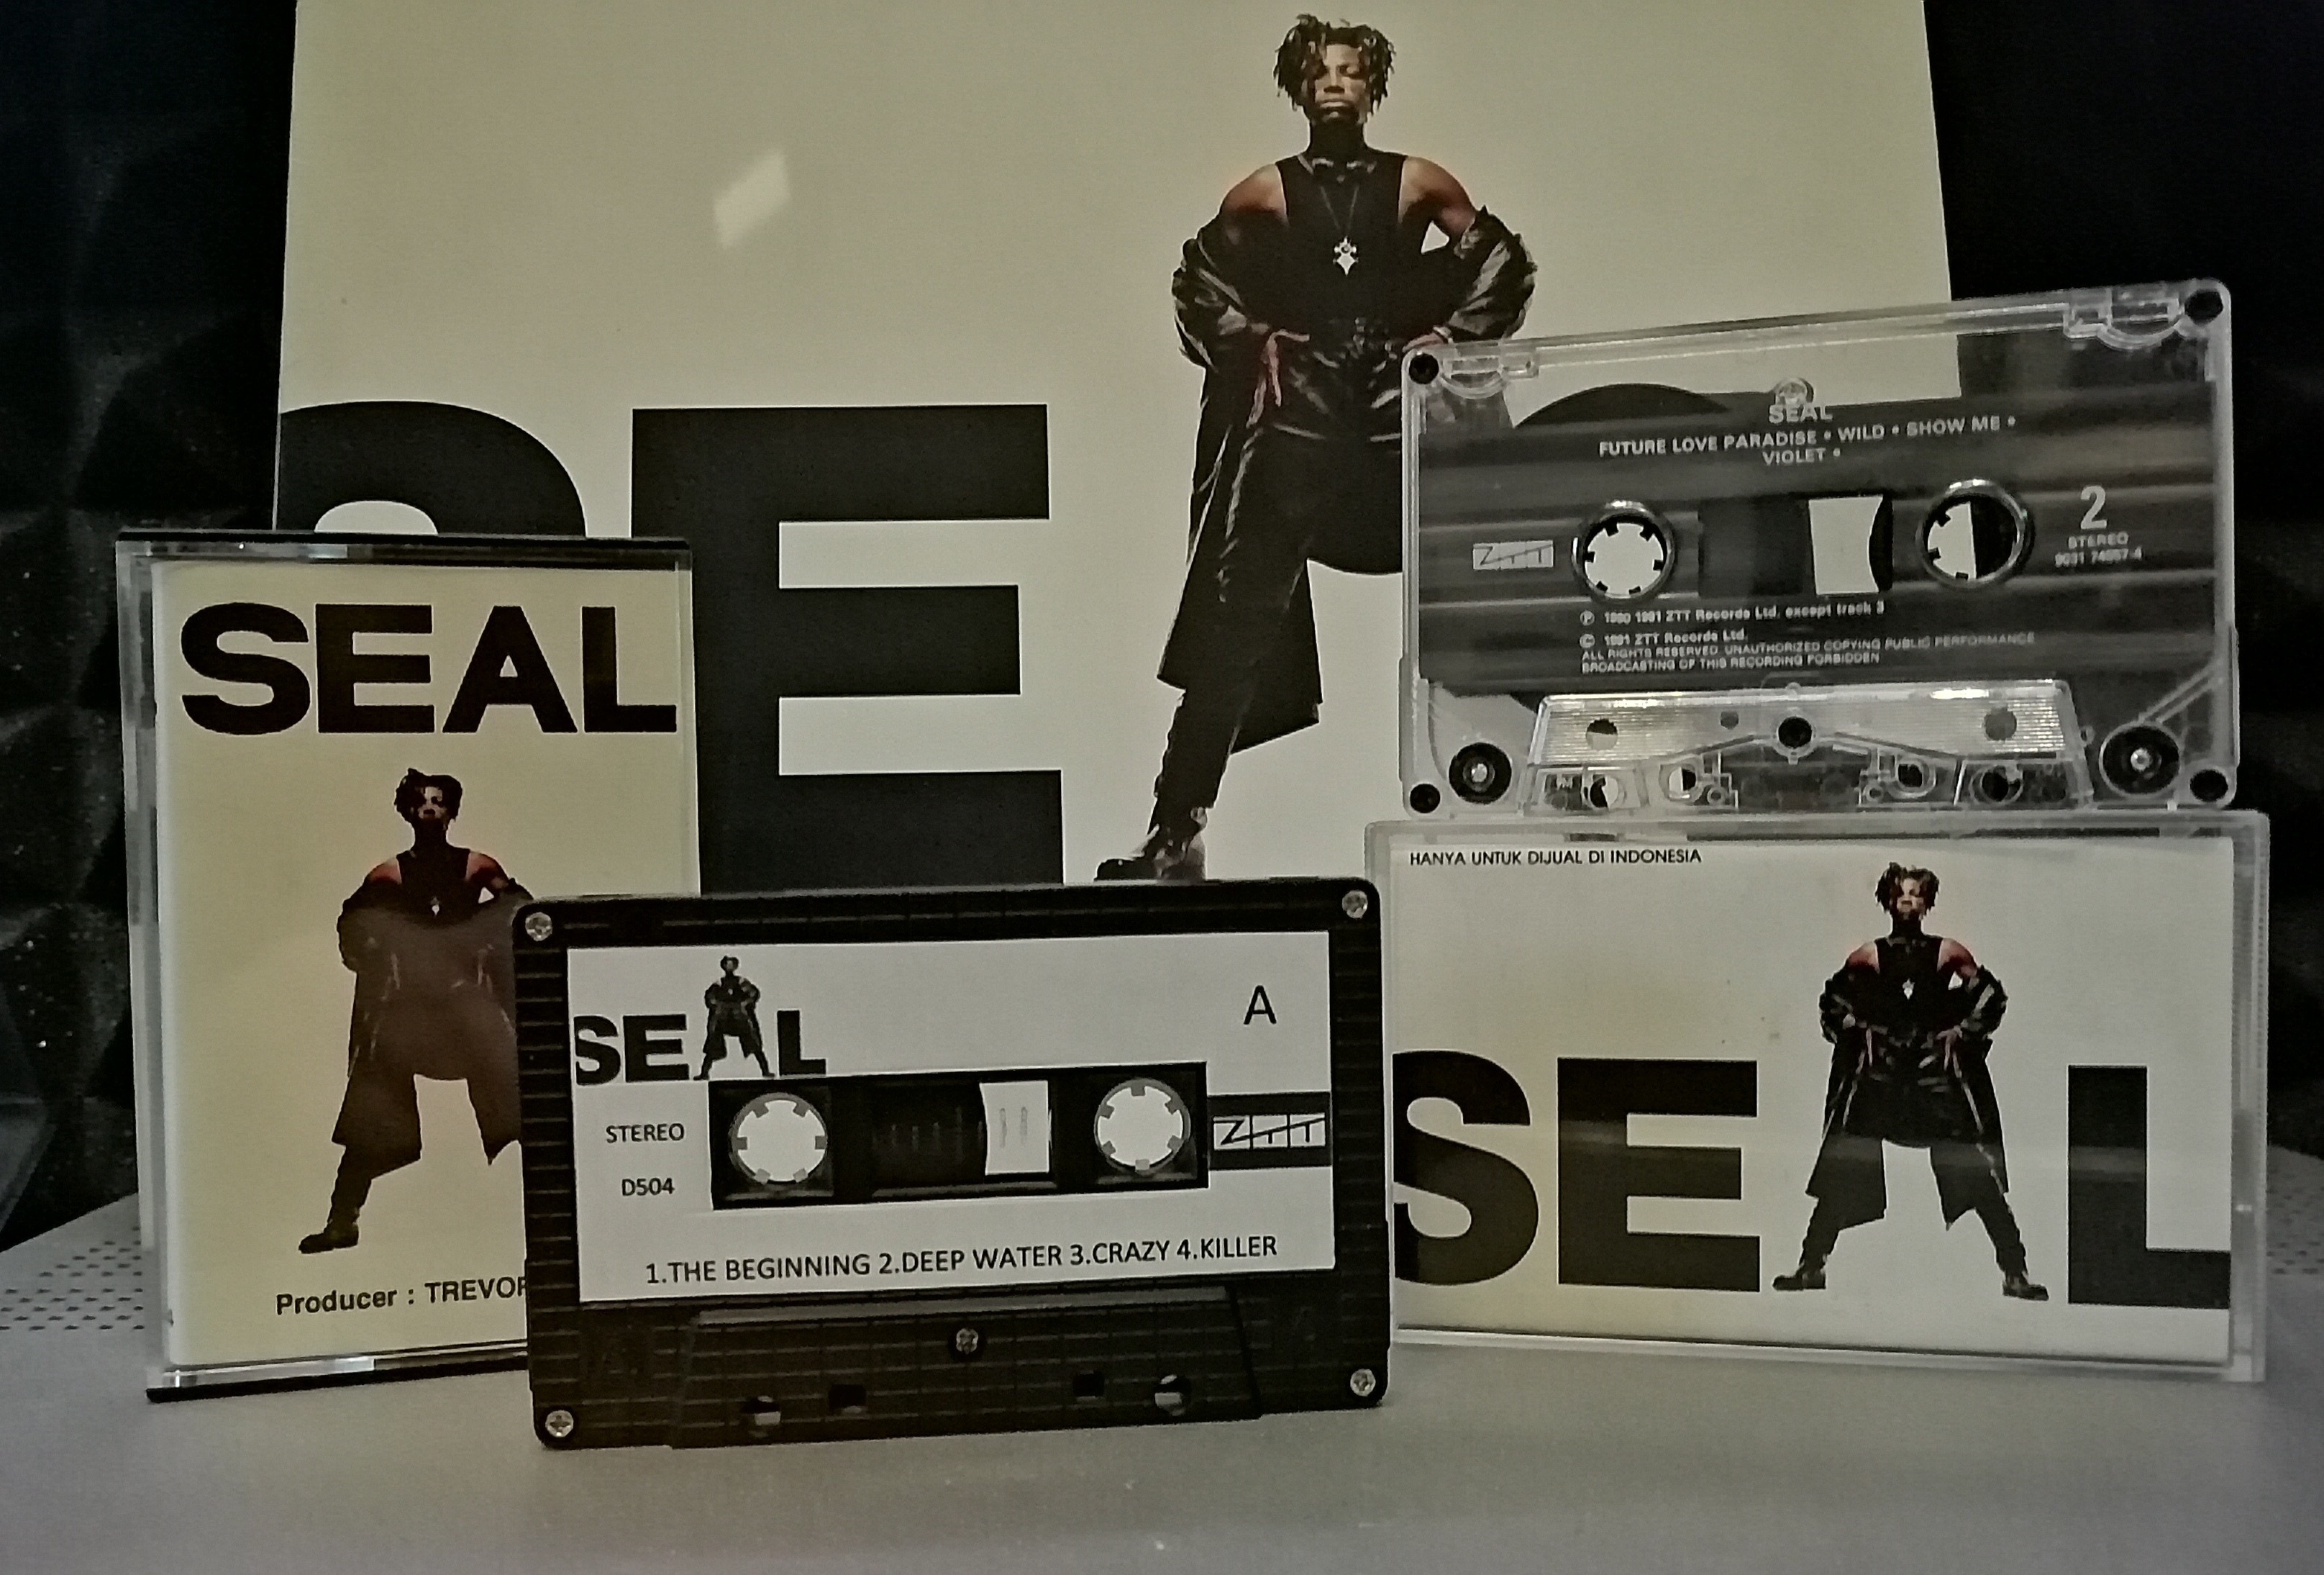 SE
SEAL
FUTURE LOVE PARADISE • WILD • SHOW ME •
VIOLET •
2
STEREO
ZTT
℗ 1990 1991 ZTT Records Ltd. except track 3
© 1991 ZTT Records Ltd.
ALL RIGHTS RESERVED. UNAUTHORIZED COPYING PUBLIC PERFORMANCE
BROADCASTING OF THIS RECORDING FORBIDDEN
SEAL
Producer : TREVOR
SEAL
A
STEREO
D504
ZTT
1.THE BEGINNING 2.DEEP WATER 3.CRAZY 4.KILLER
HANYA UNTUK DIJUAL DI INDONESIA
SEAL